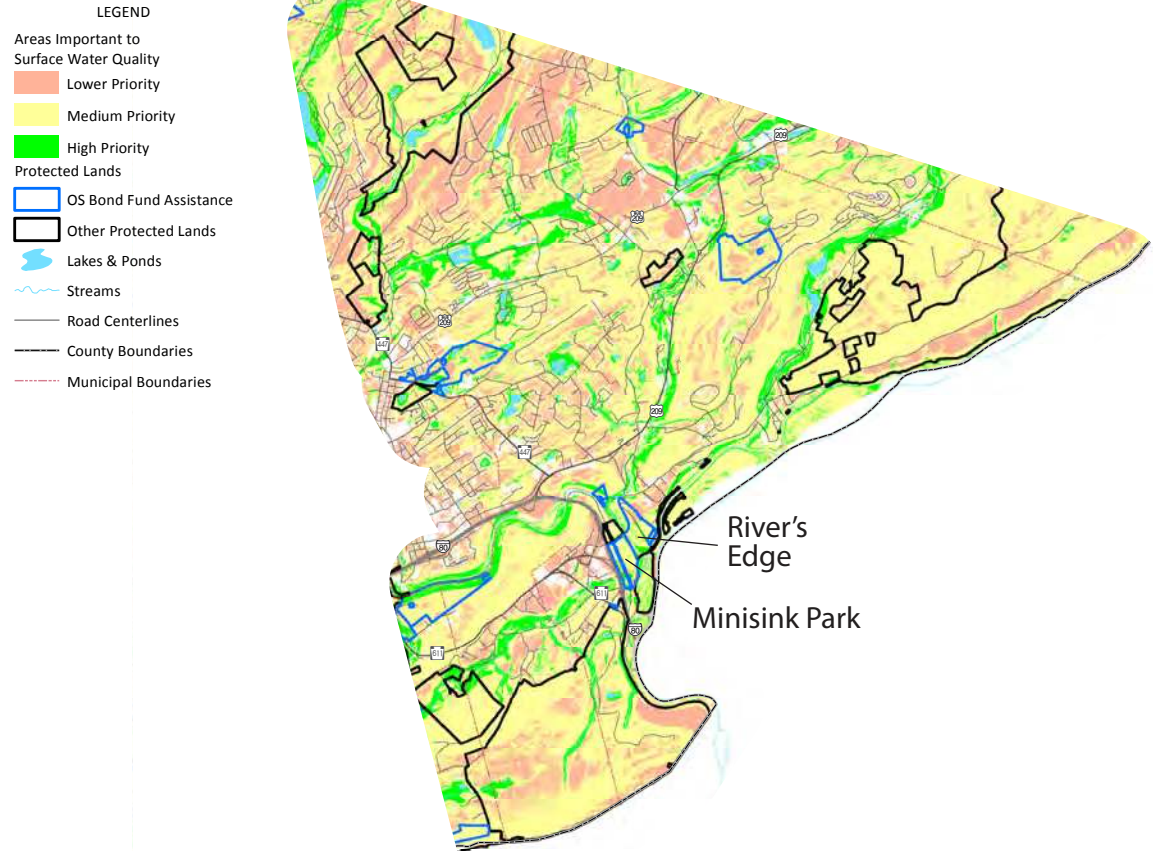 LEGEND
Areas Important to
Surface Water Quality
Lower Priority
Medium Priority
High Priority
Protected Lands
OS Bond Fund Assistance
Other Protected Lands
Lakes & Ponds
Streams
Road Centerlines
County Boundaries
Municipal Boundaries
209
209
209
447
209
447
80
River's
Edge
611
Minisink Park
80
611